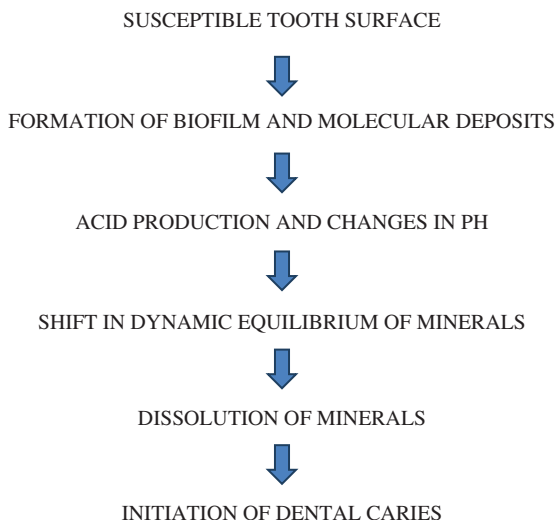 SUSCEPTIBLE TOOTH SURFACE
FORMATION OF BIOFILM AND MOLECULAR DEPOSITS
ACID PRODUCTION AND CHANGES IN PH
SHIFT IN DYNAMIC EQUILIBRIUM OF MINERALS
DISSOLUTION OF MINERALS
INITIATION OF DENTAL CARIES